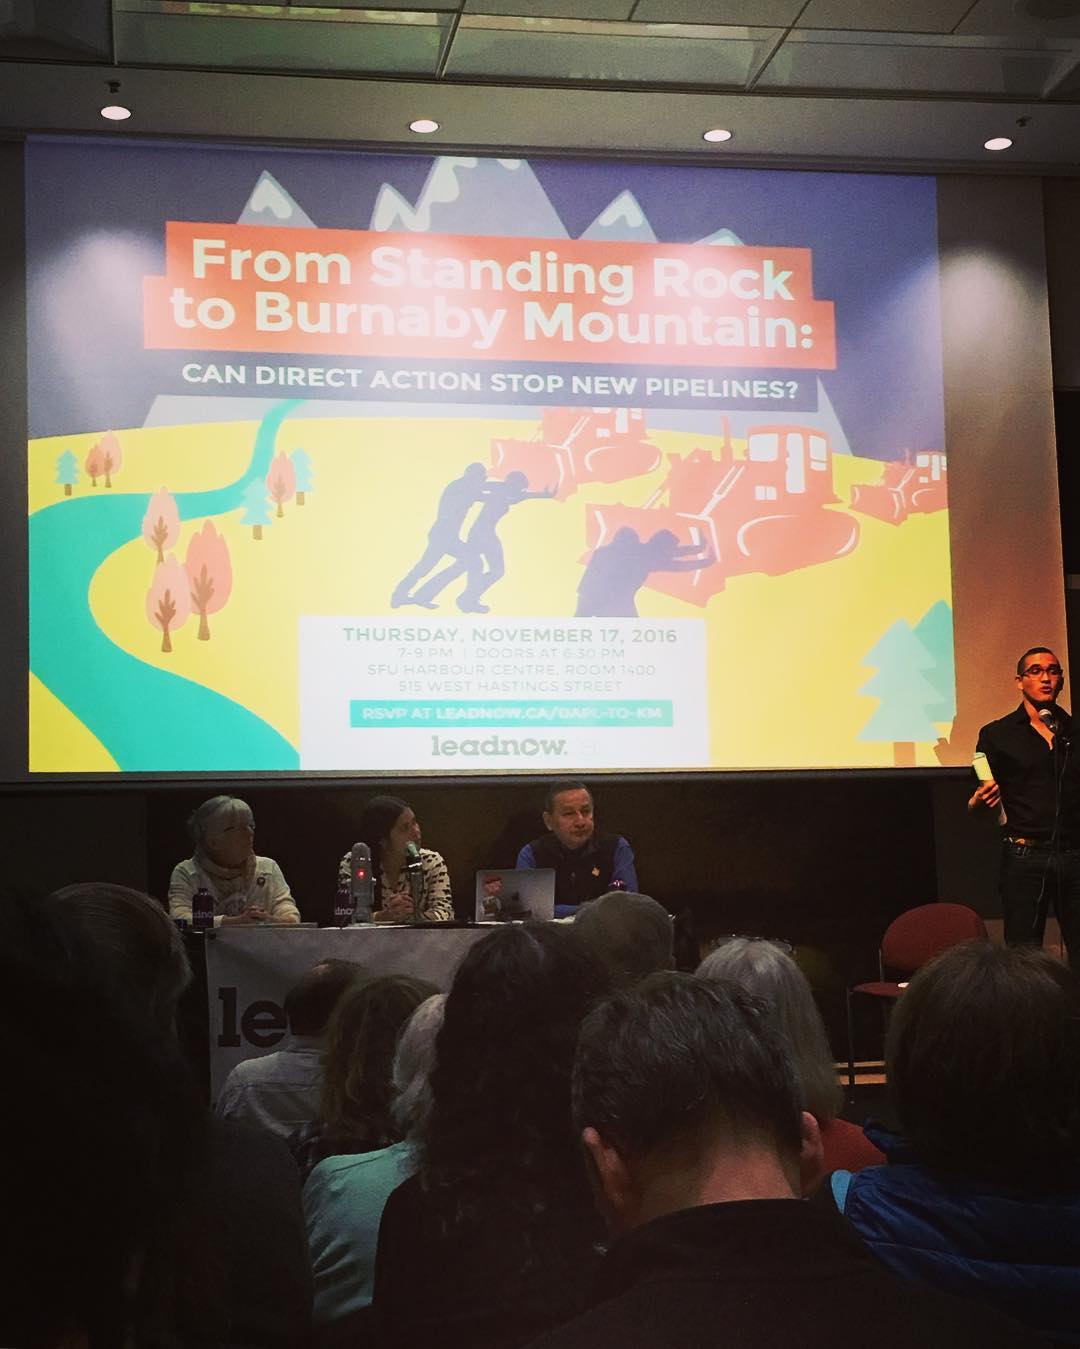 From Standing Rock
to Burnaby Mountain:
CAN DIRECT ACTION STOP NEW PIPELINES?
THURSDAY, NOVEMBER 17, 2016
7-9 PM | DOORS AT 6:30 PM
SFU HARBOUR CENTRE, ROOM 1400
515 WEST HASTINGS STREET
RSVP AT LEADNOW.CA/DAPL-TO-KM
leadnow.
le